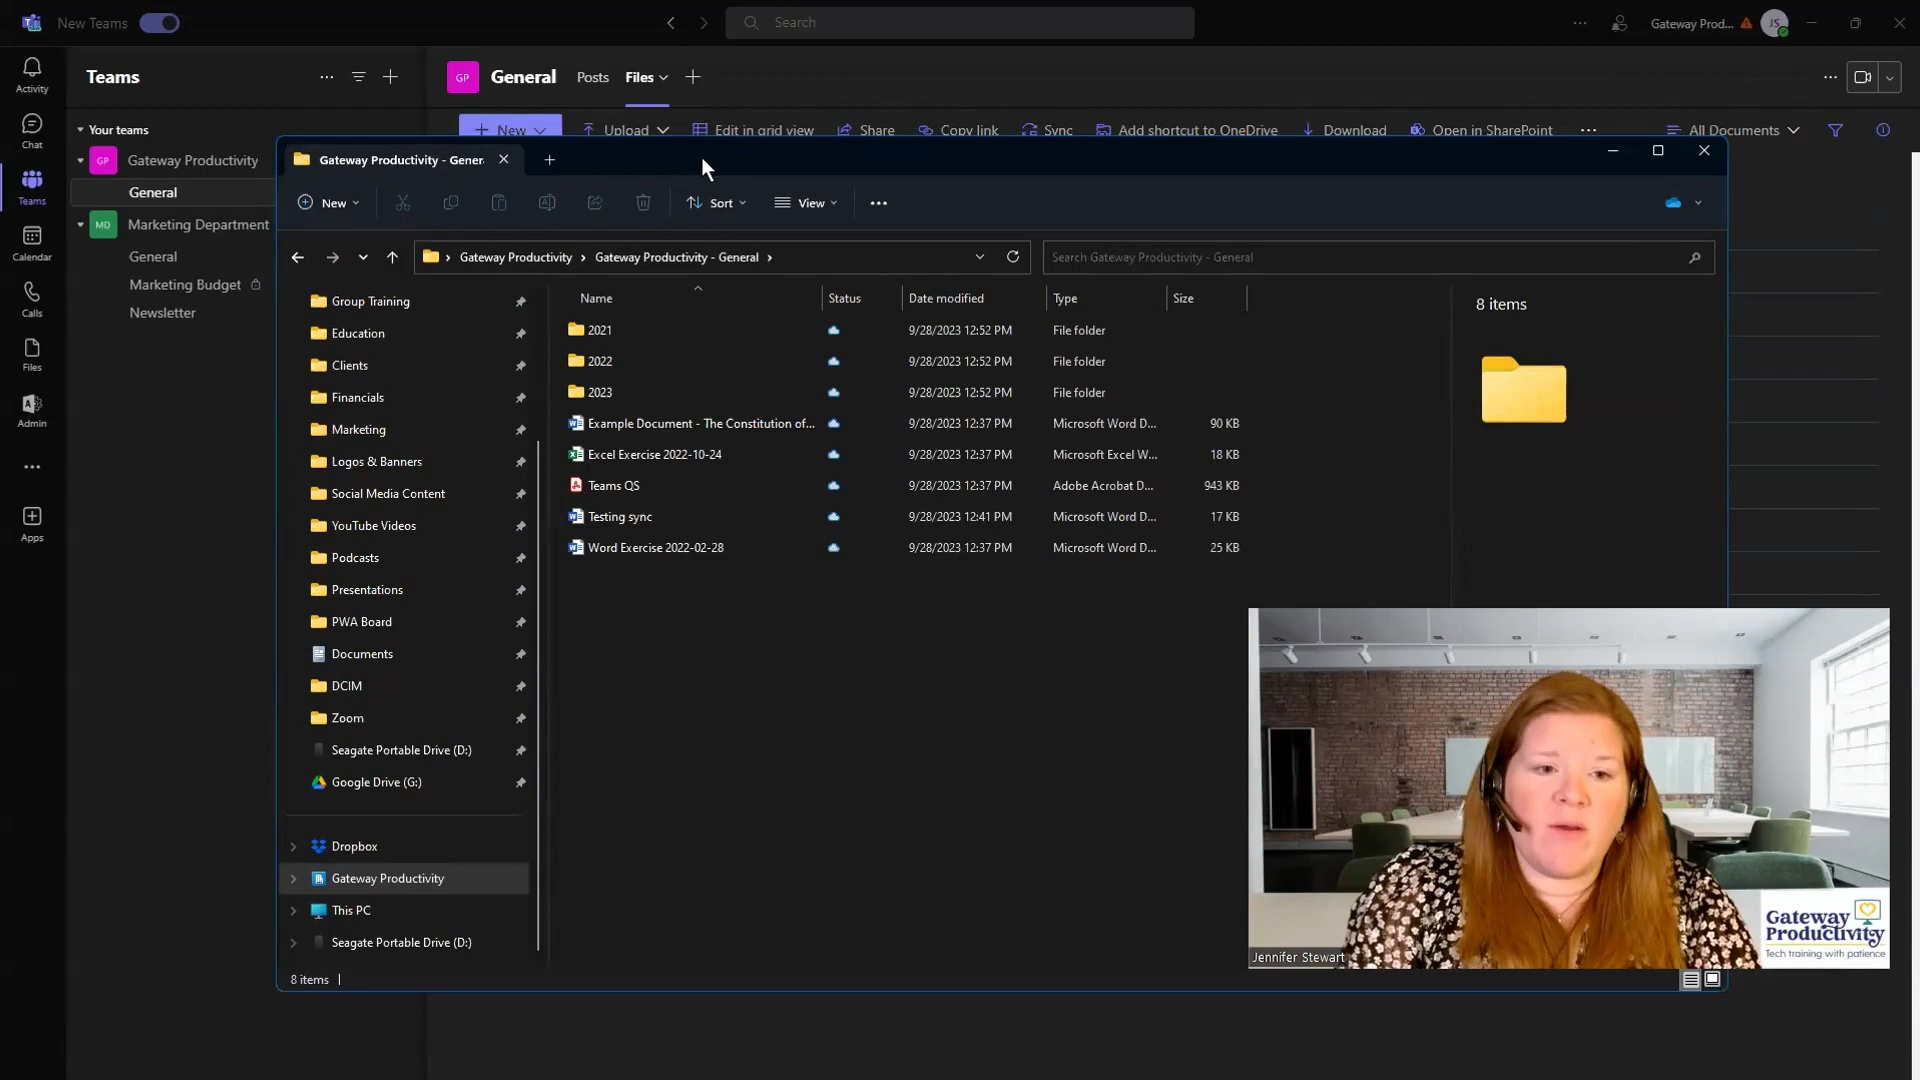 New Teams
Search
Gateway Prod...
JS
Activity
Chat
Teams
Calendar
Calls
Files
Admin
Apps
Teams
Your teams
GP Gateway Productivity
General
MD Marketing Department
General
Marketing Budget
Newsletter
GP General Posts Files
New Upload Edit in grid view Share Copy link Sync Add shortcut to OneDrive Download Open in SharePoint All Documents
Gateway Productivity - Gener
New Sort View
Gateway Productivity Gateway Productivity - General
Search Gateway Productivity - General
Group Training
Education
Clients
Financials
Marketing
Logos & Banners
Social Media Content
YouTube Videos
Podcasts
Presentations
PWA Board
Documents
DCIM
Zoom
Seagate Portable Drive (D:)
Google Drive (G:)
Dropbox
Gateway Productivity
This PC
Seagate Portable Drive (D:)
Name Status Date modified Type Size
2021 9/28/2023 12:52 PM File folder
2022 9/28/2023 12:52 PM File folder
2023 9/28/2023 12:52 PM File folder
Example Document - The Constitution of... 9/28/2023 12:37 PM Microsoft Word D... 90 KB
Excel Exercise 2022-10-24 9/28/2023 12:37 PM Microsoft Excel W... 18 KB
Teams QS 9/28/2023 12:37 PM Adobe Acrobat D... 943 KB
Testing sync 9/28/2023 12:41 PM Microsoft Word D... 17 KB
Word Exercise 2022-02-28 9/28/2023 12:37 PM Microsoft Word D... 25 KB
8 items
8 items
Jennifer Stewart
Gateway
Productivity
Tech training with patience